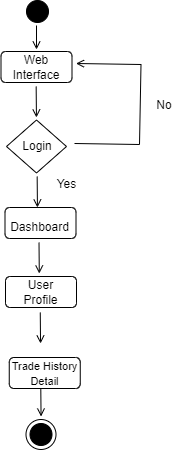 Web
Interface
No
Login
Yes
Dashboard
User
Profile
Trade History
Detail